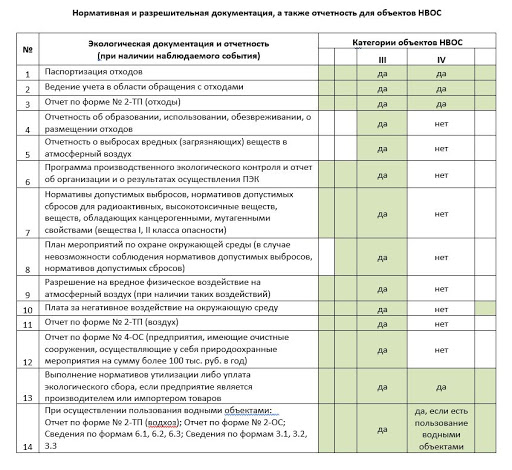 Нормативная и разрешительная документация, а также отчетность для объектов НВОС
№
Экологическая документация и отчетность
(при наличии наблюдаемого события)
Категории объектов НВОС
III
IV
1
Паспортизация отходов
да
да
2
Ведение учета в области обращения с отходами
да
да
3
Отчет по форме № 2-ТП (отходы)
да
да
4
Отчетность об образовании, использовании, обезвреживании, о
размещении отходов
да
нет
5
Отчетность о выбросах вредных (загрязняющих) веществ в
атмосферный воздух
да
нет
6
Программа производственного экологического контроля и отчет
об организации и о результатах осуществления ПЭК
да
нет
7
Нормативы допустимых выбросов, нормативов допустимых
сбросов для радиоактивных, высокотоксичные веществ,
веществ, обладающих канцерогенными, мутагенными
свойствами (вещества I, II класса опасности)
да
нет
8
План мероприятий по охране окружающей среды (в случае
невозможности соблюдения нормативов допустимых выбросов,
нормативов допустимых сбросов)
да
нет
9
Разрешение на вредное физическое воздействие на
атмосферный воздух (при наличии таких воздействий)
да
нет
10
Плата за негативное воздействие на окружающую среду
да
нет
11
Отчет по форме № 2-ТП (воздух)
да
нет
12
Отчет по форме № 4-ОС (предприятия, имеющие очистные
сооружения, осуществляющие у себя природоохранные
мероприятия на сумму более 100 тыс. руб. в год)
да
нет
13
Выполнение нормативов утилизации либо уплата
экологического сбора, если предприятие является
производителем или импортером товаров
да
да
14
При осуществлении пользования водными объектами:
Отчет по форме № 2-ТП (водхоз); Отчет по форме № 2-ОС;
Сведения по формам 6.1, 6.2, 6.3; Сведения по формам 3.1, 3.2,
3.3
да
да, если есть
пользование
водными
объектами